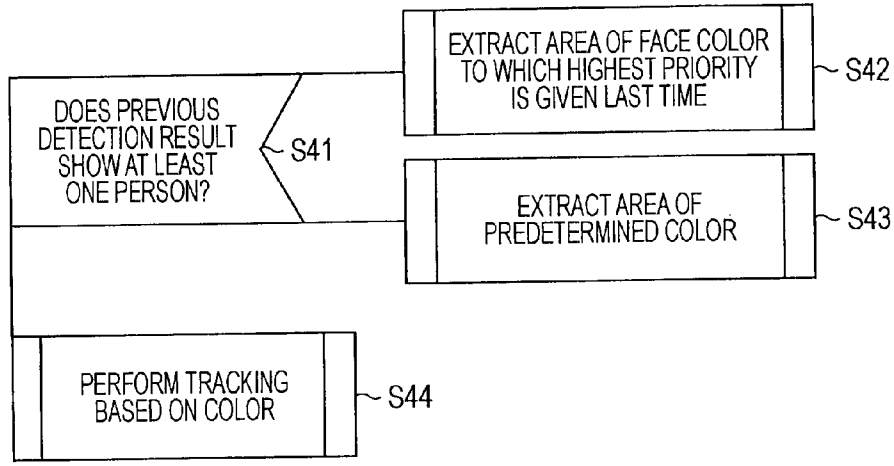 EXTRACT AREA OF FACE COLOR
TO WHICH HIGHEST PRIORITY
IS GIVEN LAST TIME
S42
DOES PREVIOUS
DETECTION RESULT
SHOW AT LEAST
ONE PERSON?
S41
EXTRACT AREA OF
PREDETERMINED COLOR
S43
PERFORM TRACKING
BASED ON COLOR
S44